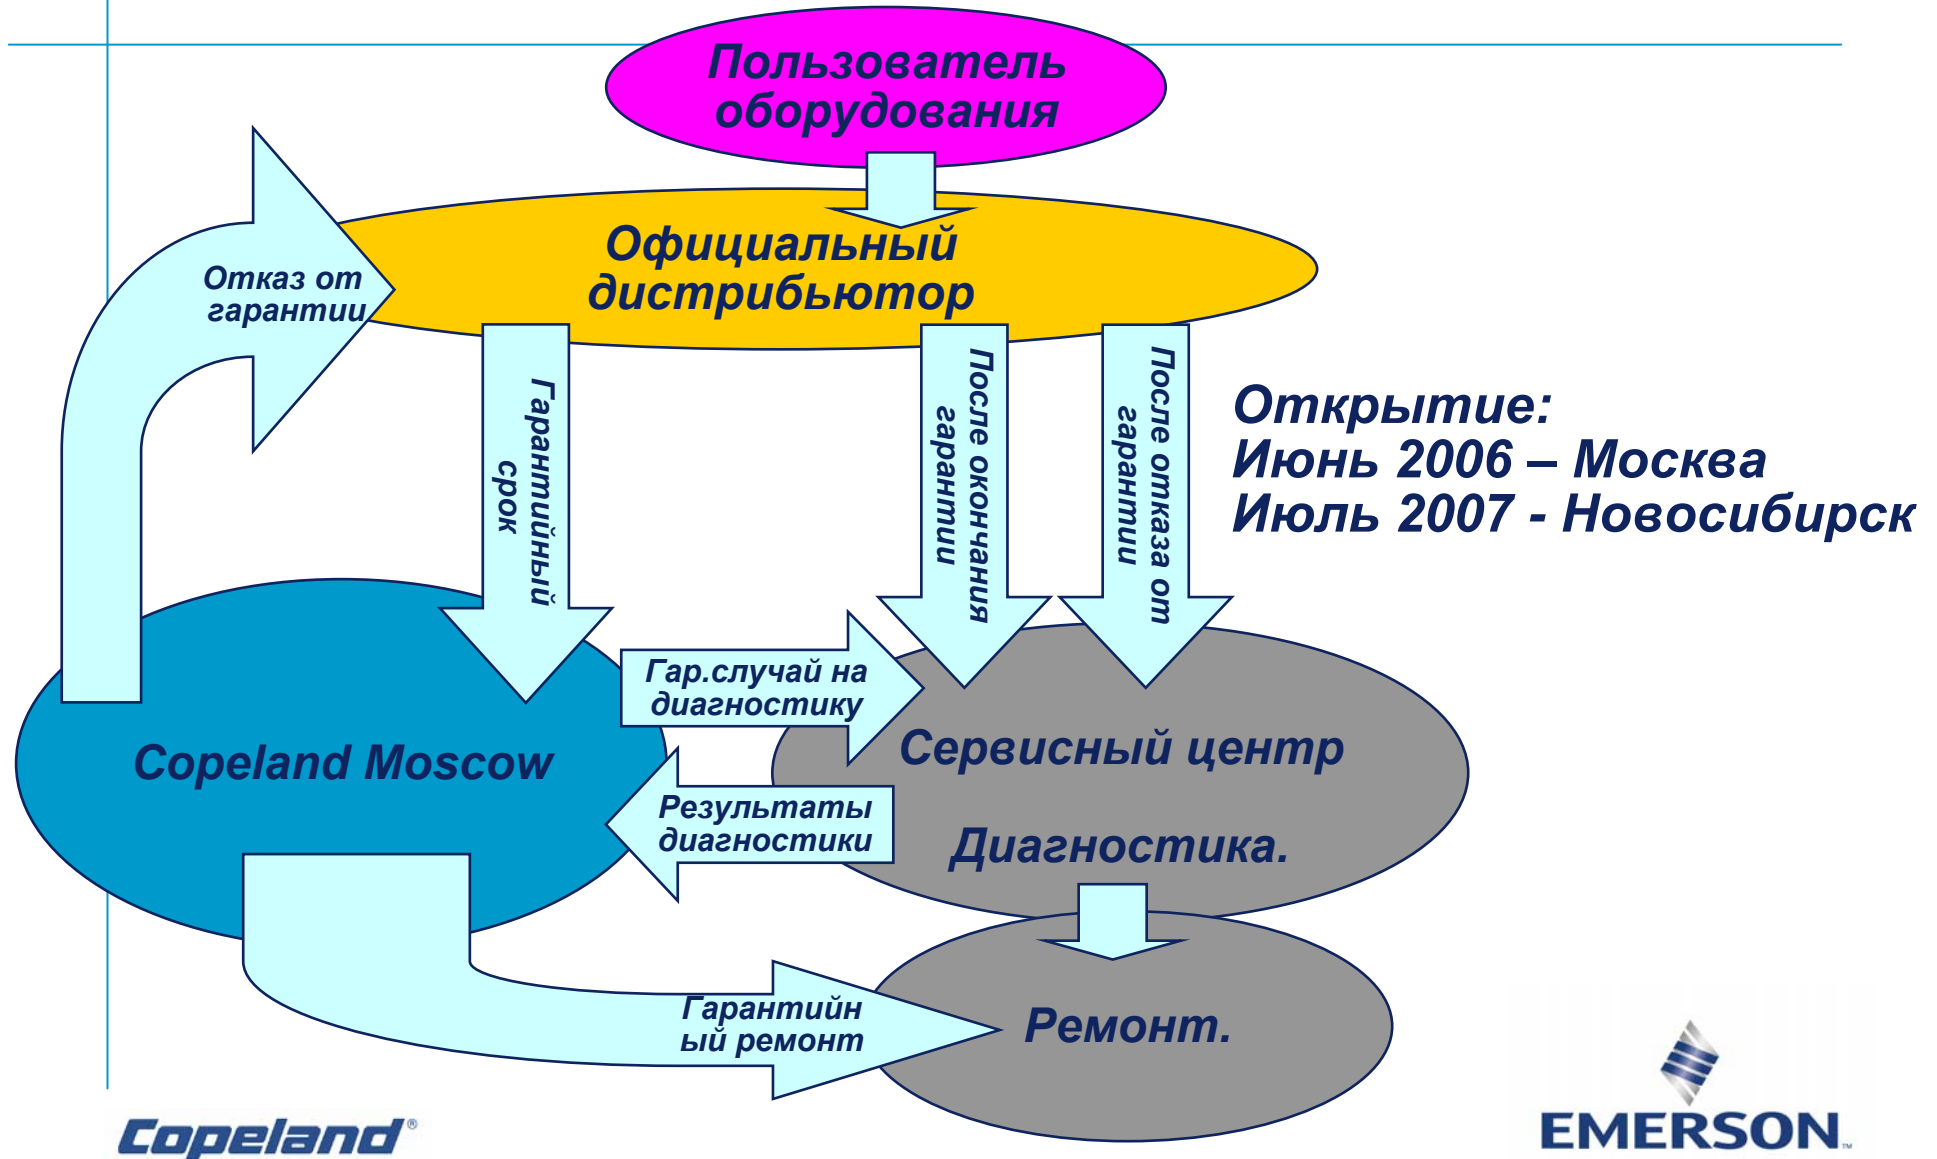 Пользователь
оборудования
Официальный
дистрибьютор
Отказ от
гарантии
Гарантийный
срок
После окончания
гарантии
После отказа от
гарантии
Открытие:
Июнь 2006 – Москва
Июль 2007 - Новосибирск
Copeland Moscow
Гар.случай на
диагностику
Результаты
диагностики
Сервисный центр
Диагностика.
Гарантийн
ый ремонт
Ремонт.
Copeland®
EMERSON™